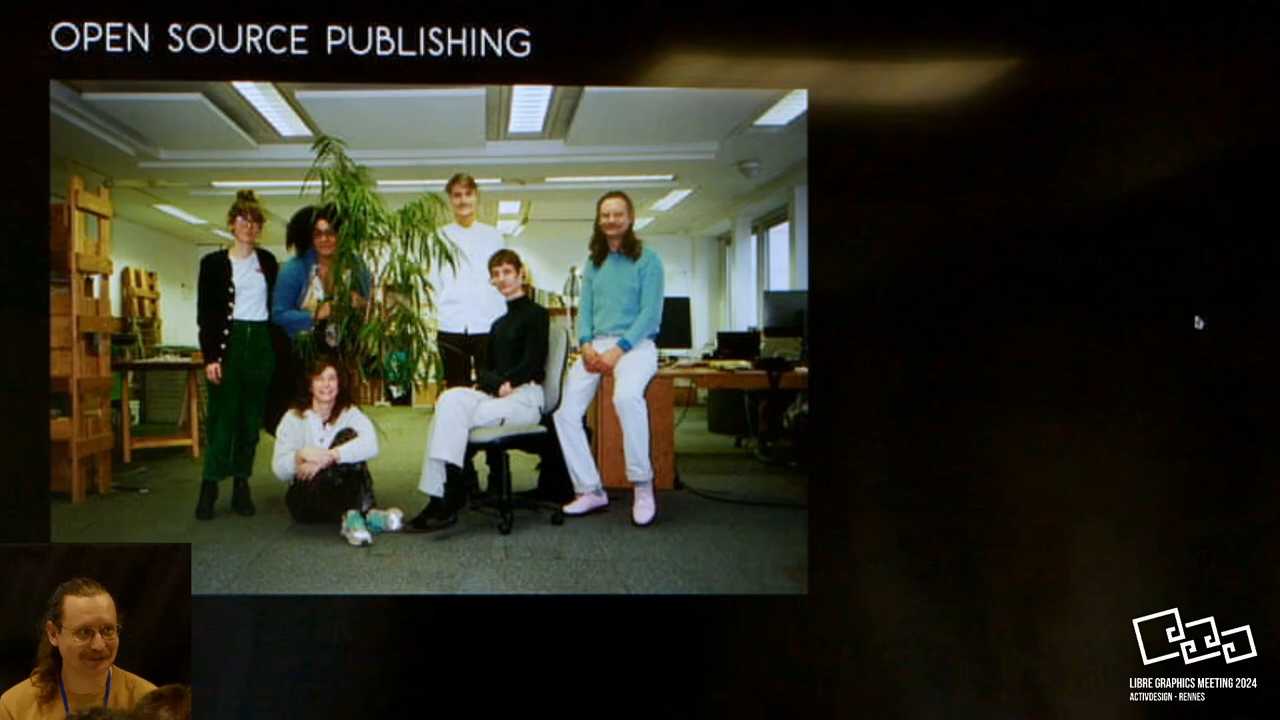 OPEN SOURCE PUBLISHING
LIBRE GRAPHICS MEETING 2024
ACTIVDESIGN - RENNES